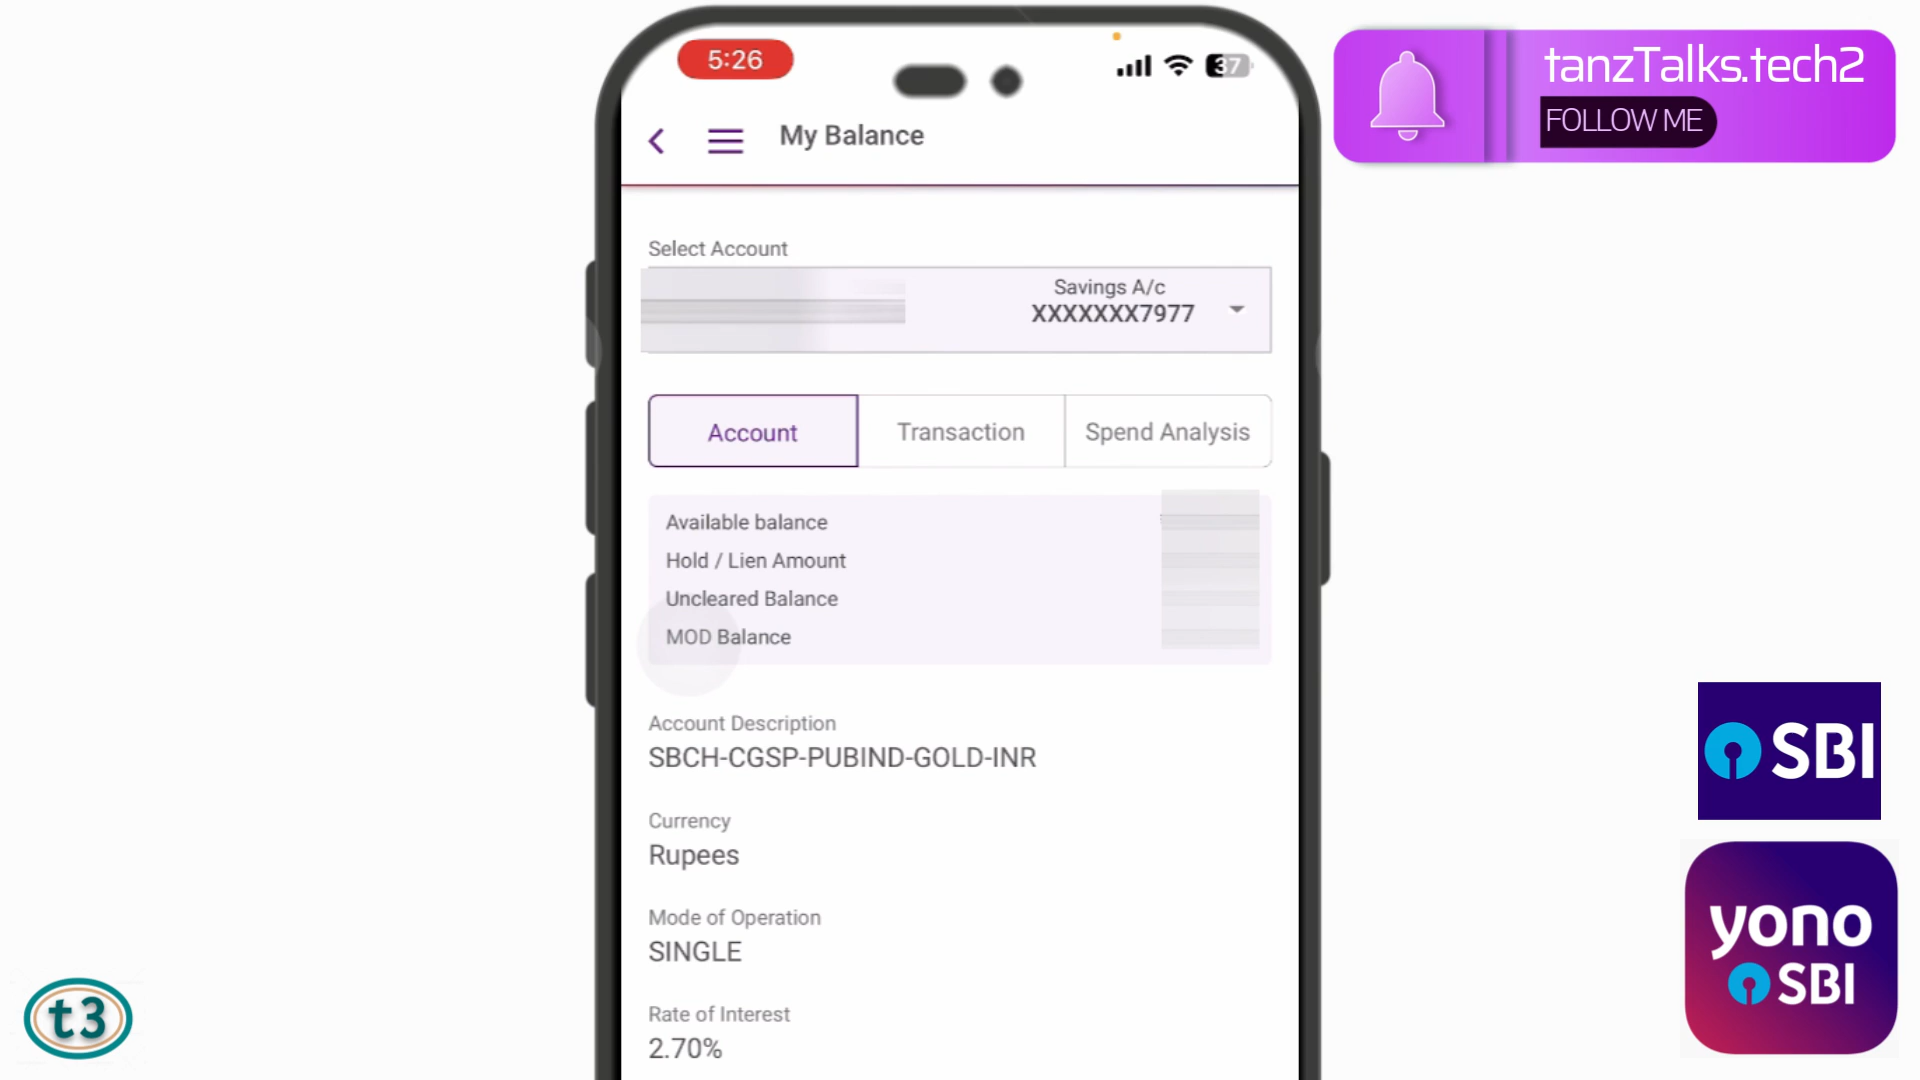 5:26
37
tanzTalks.tech2
FOLLOW ME
My Balance
Select Account
Savings A/c
XXXXXXX7977
Account
Transaction
Spend Analysis
Available balance
Hold / Lien Amount
Uncleared Balance
MOD Balance
Account Description
SBCH-CGSP-PUBIND-GOLD-INR
Currency
Rupees
Mode of Operation
SINGLE
Rate of Interest
2.70%
SBI
yono
SBI
t3